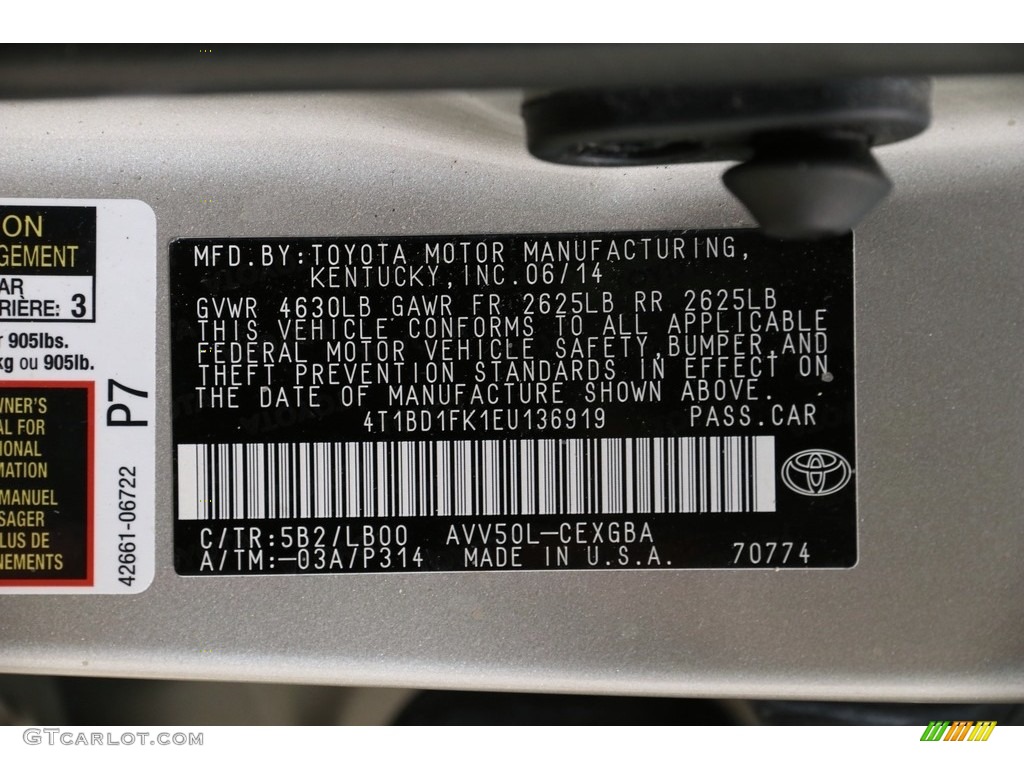 ON
GEMENT
AR
RIÈRE: 3
905lbs.
kg ou 905lb.
WNER'S
AL FOR
IONAL
MATION
MANUEL
SAGER
LUS DE
NEMENTS
P7
42661-06722
MFD.BY:TOYOTA MOTOR MANUFACTURING,
KENTUCKY,INC.06/14
GVWR 4630LB GAWR FR 2625LB RR 2625LB
THIS VEHICLE CONFORMS TO ALL APPLICABLE
FEDERAL MOTOR VEHICLE SAFETY,BUMPER,AND
THEFT PREVENTION STANDARDS IN EFFECT ON
THE DATE OF MANUFACTURE SHOWN ABOVE.
4T1BD1FK1EU136919 PASS.CAR
C/TR:5B2/LB00 AVV50L-CEXGBA
A/TM:-03A/P314 MADE IN U.S.A. 70774
GTCarLot.com